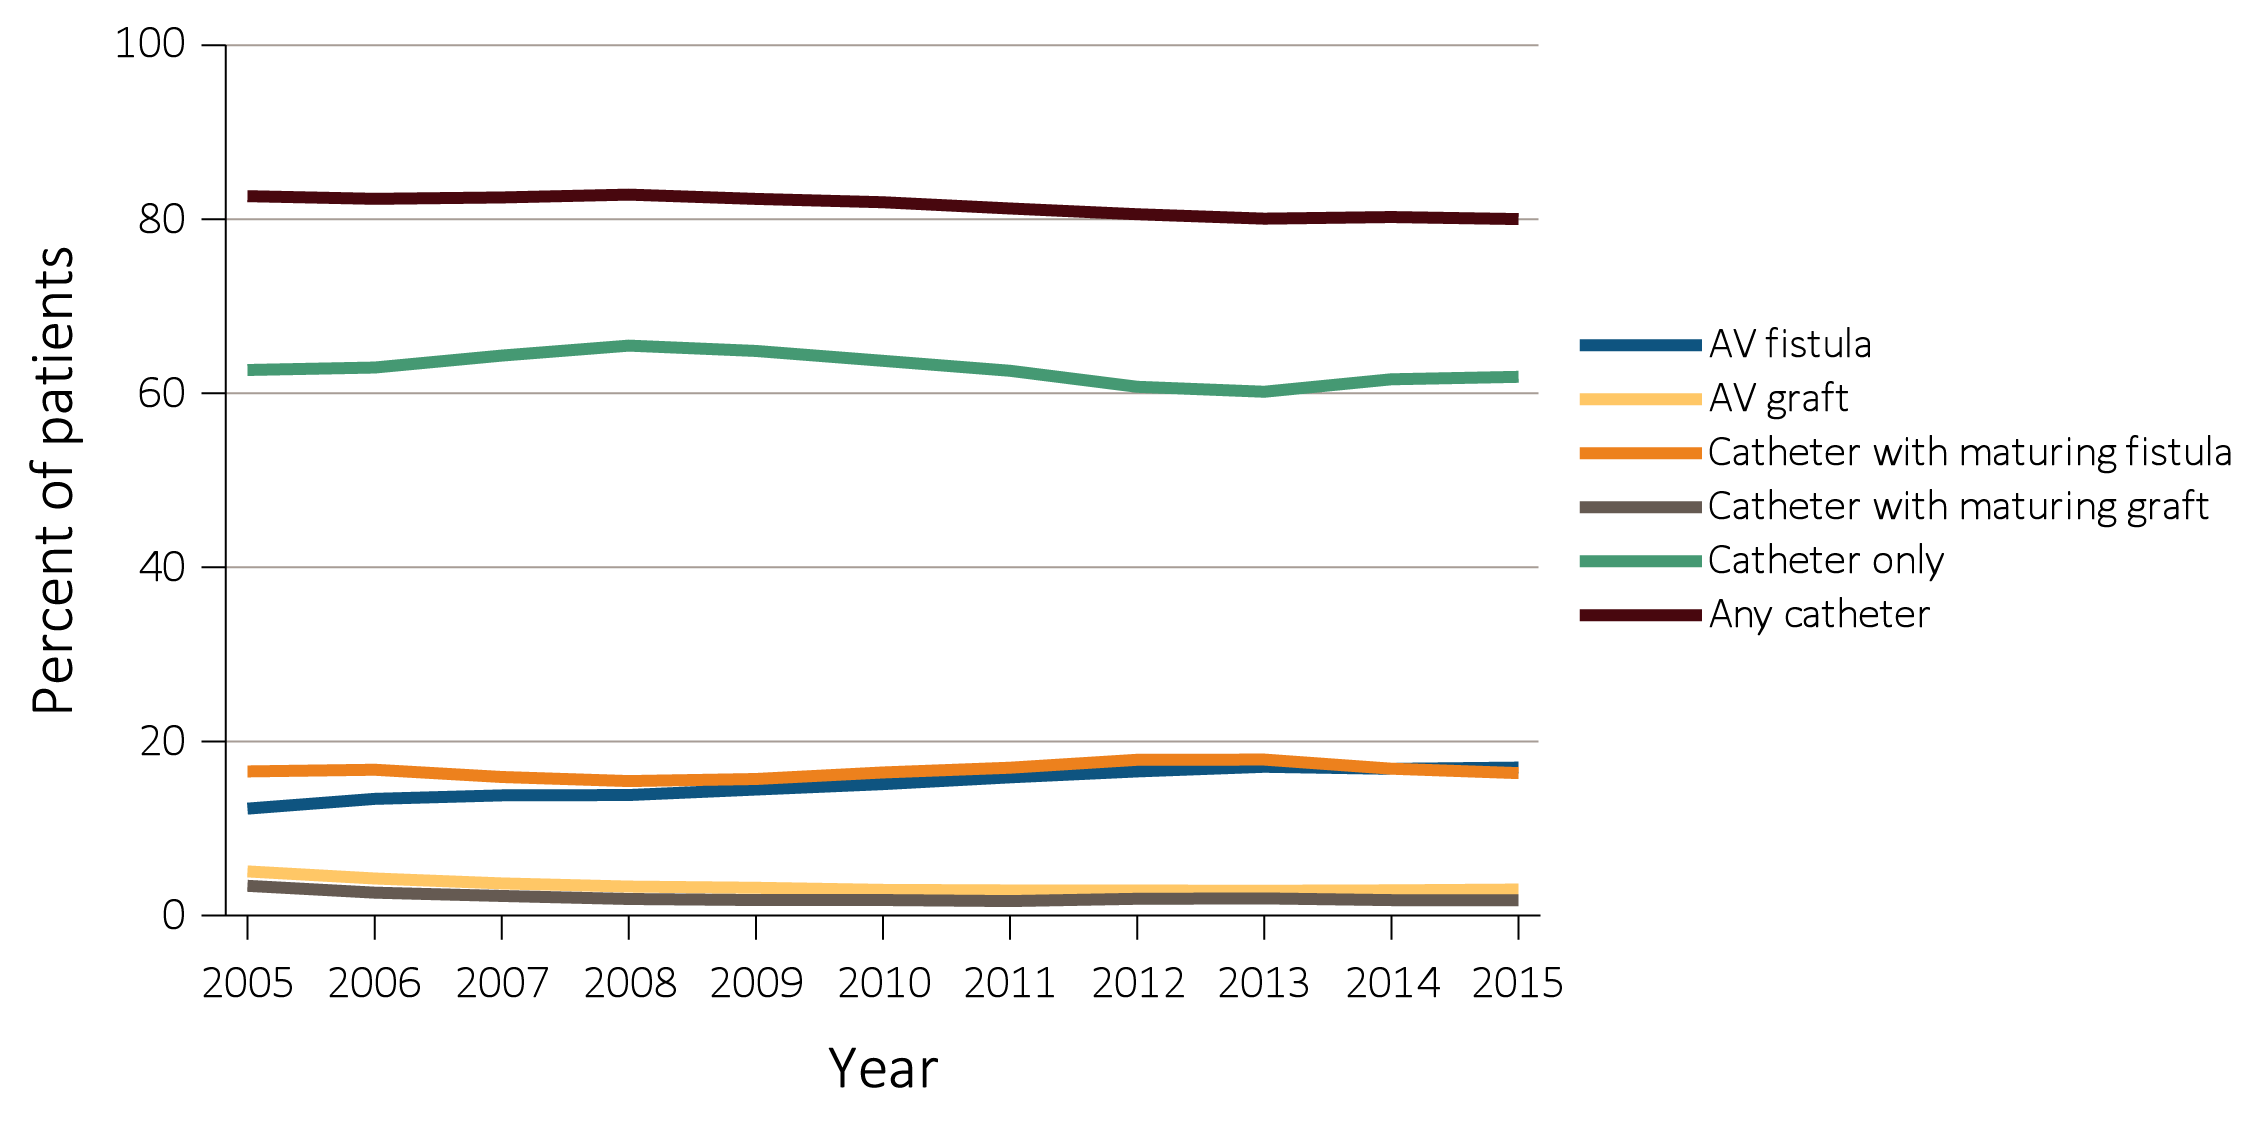 100
80
60
40
20
0
Percent of patients
2005 2006 2007 2008 2009 2010 2011 2012 2013 2014 2015
Year
AV fistula
AV graft
Catheter with maturing fistula
Catheter with maturing graft
Catheter only
Any catheter